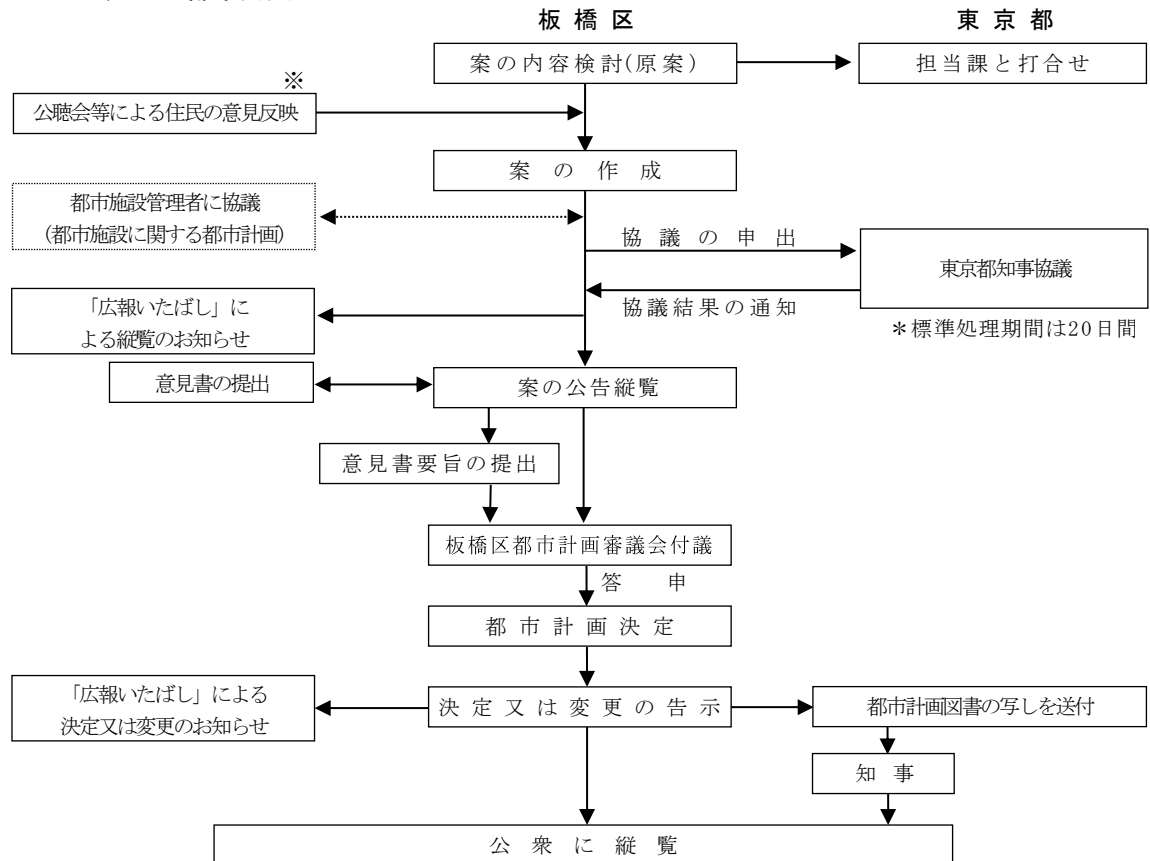 板橋区
東京都
案の内容検討(原案)
担当課と打合せ
※
公聴会等による住民の意見反映
案の作成
都市施設管理者に協議
(都市施設に関する都市計画)
協議の申出
東京都知事協議
協議結果の通知
＊標準処理期間は20日間
「広報いたばし」に
よる縦覧のお知らせ
意見書の提出
案の公告縦覧
意見書要旨の提出
板橋区都市計画審議会付議
答申
都市計画決定
「広報いたばし」による
決定又は変更のお知らせ
決定又は変更の告示
都市計画図書の写しを送付
知事
公衆に縦覧